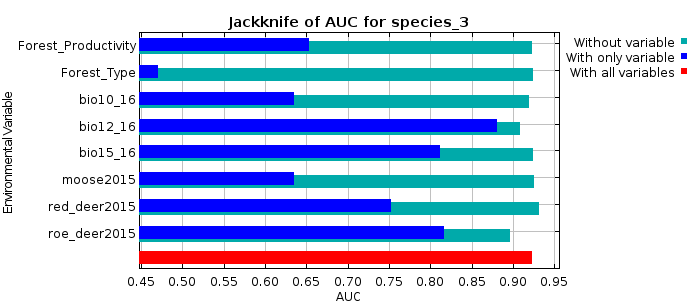 Jackknife of AUC for species_3
Forest_Productivity
Forest_Type
bio10_16
bio12_16
bio15_16
moose2015
red_deer2015
roe_deer2015
Environmental Variable
0.45 0.50 0.55 0.60 0.65 0.70 0.75 0.80 0.85 0.90 0.95
AUC
Without variable
With only variable
With all variables